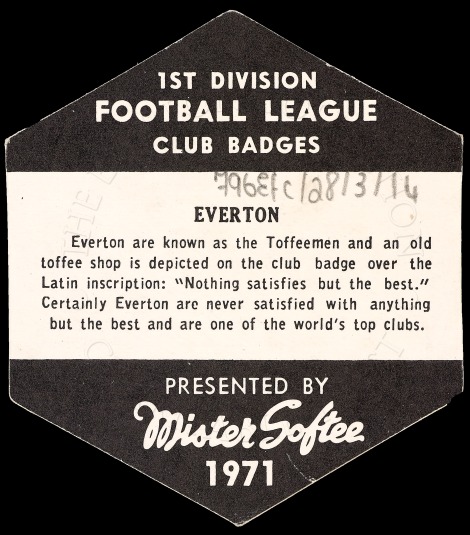 1ST DIVISION
FOOTBALL LEAGUE
CLUB BADGES
796EFC/28/3/14
EVERTON
Everton are known as the Toffeemen and an old
toffee shop is depicted on the club badge over the
Latin inscription: "Nothing satisfies but the best."
Certainly Everton are never satisfied with anything
but the best and are one of the world's top clubs.
PRESENTED BY
Mister Softee
1971